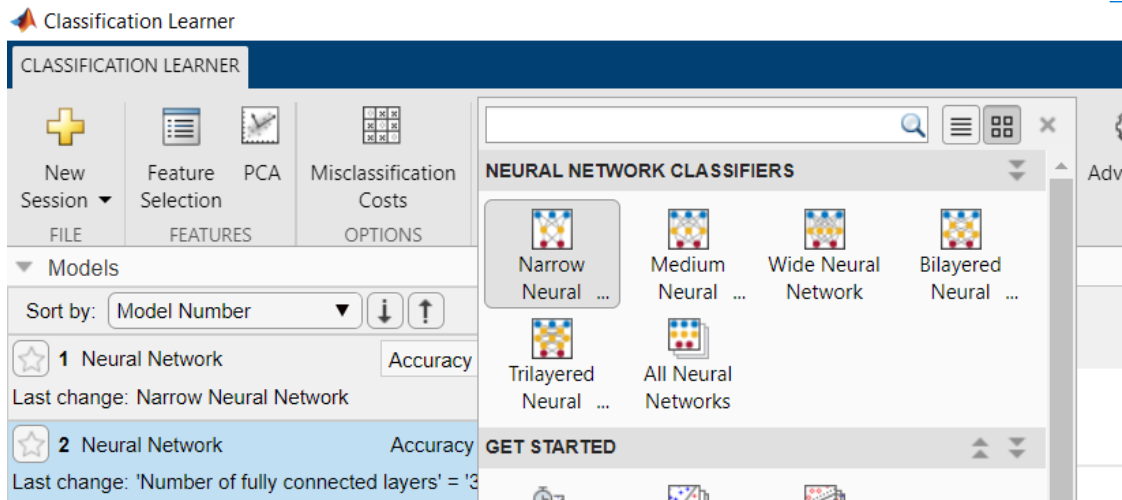 Classification Learner
CLASSIFICATION LEARNER
New
Session
Feature
Selection
PCA
Misclassification
Costs
FILE
FEATURES
OPTIONS
Models
Sort by: Model Number
1 Neural Network Accuracy
Last change: Narrow Neural Network
2 Neural Network Accuracy
Last change: 'Number of fully connected layers' = '3
NEURAL NETWORK CLASSIFIERS
Narrow
Neural ...
Medium
Neural ...
Wide Neural
Network
Bilayered
Neural ...
Trilayered
Neural ...
All Neural
Networks
GET STARTED
Adv